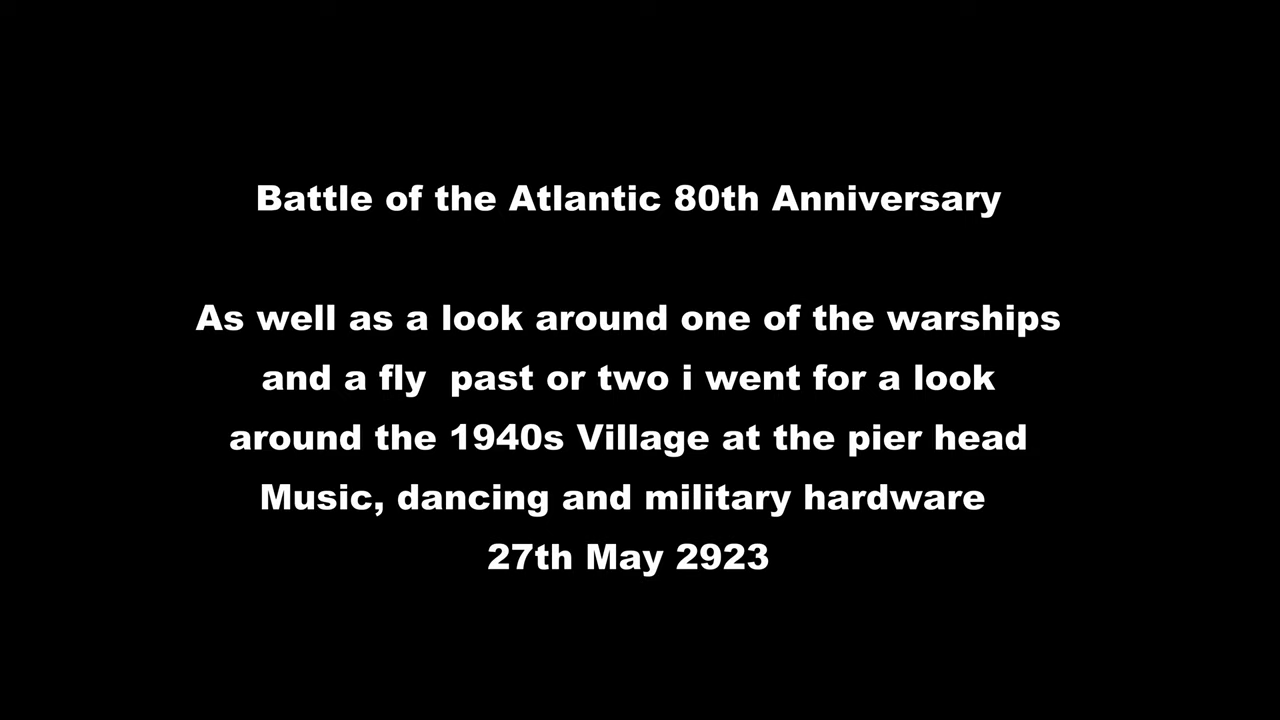 Battle of the Atlantic 80th Anniversary
As well as a look around one of the warships
and a fly  past or two i went for a look
around the 1940s Village at the pier head
Music, dancing and military hardware
27th May 2923